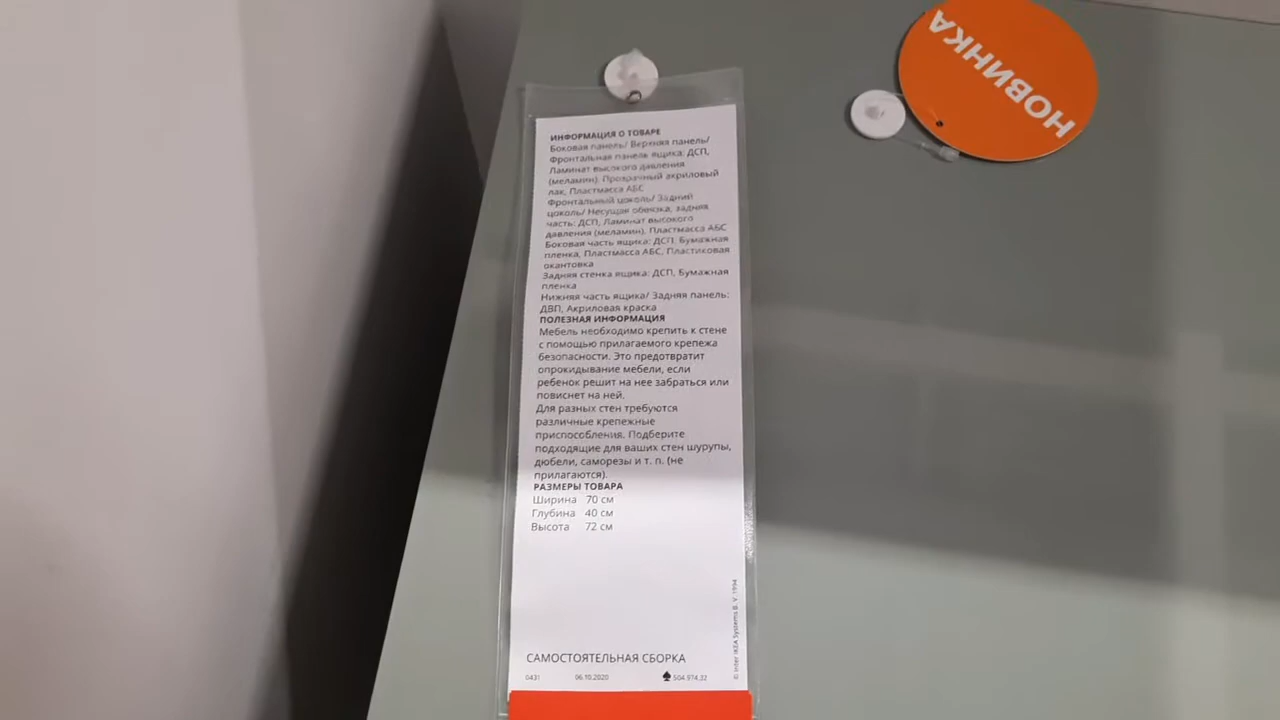 ИНФОРМАЦИЯ О ТОВАРЕ
Боковая панель/ Верхняя панель/
Фронтальная панель ящика: ДСП,
Ламинат высокого давления
(меламин), Прозрачный акриловый
лак, Пластмасса АБС
Фронтальный цоколь/ Задний
цоколь/ Несущая обвязка, задняя
часть: ДСП, Ламинат высокого
давления (меламин), Пластмасса АБС
Боковая часть ящика: ДСП, Бумажная
пленка, Пластмасса АБС, Пластиковая
окантовка
Задняя стенка ящика: ДСП, Бумажная
пленка
Нижняя часть ящика/ Задняя панель:
ДВП, Акриловая краска
ПОЛЕЗНАЯ ИНФОРМАЦИЯ
Мебель необходимо крепить к стене
с помощью прилагаемого крепежа
безопасности. Это предотвратит
опрокидывание мебели, если
ребенок решит на нее забраться или
повиснет на ней.
Для разных стен требуются
различные крепежные
приспособления. Подберите
подходящие для ваших стен шурупы,
дюбели, саморезы и т. п. (не
прилагаются).
РАЗМЕРЫ ТОВАРА
Ширина 70 см
Глубина 40 см
Высота 72 см
© Inter IKEA Systems B. V. 1994
САМОСТОЯТЕЛЬНАЯ СБОРКА
0431 06.10.2020 504.974.32
НОВИНКА